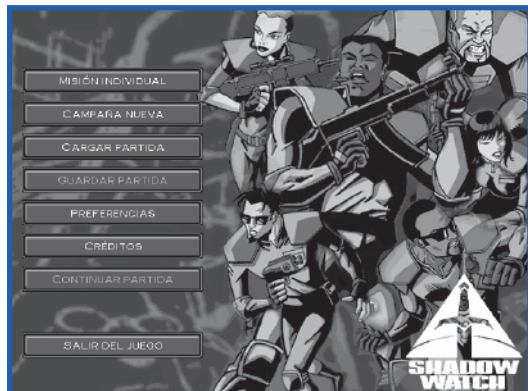 MISIÓN INDIVIDUAL
CAMPAÑA NUEVA
CARGAR PARTIDA
GUARDAR PARTIDA
PREFERENCIAS
CRÉDITOS
CONTINUAR PARTIDA
SALIR DEL JUEGO
SHADOW
WATCH